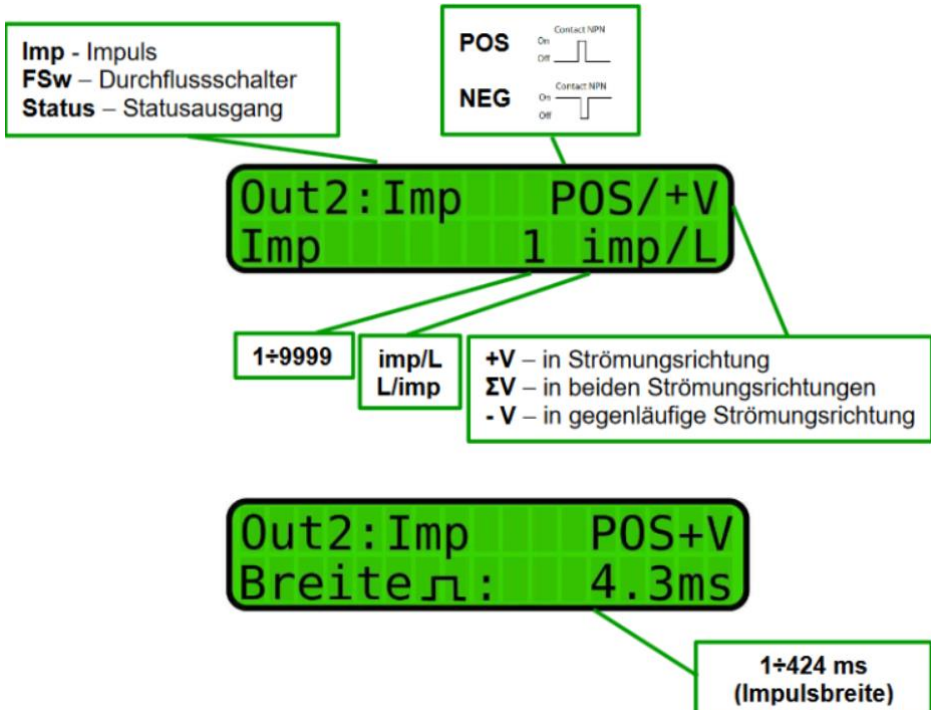 Imp - Impuls
FSw – Durchflussschalter
Status – Statusausgang
POS
Contact NPN
On
Off
NEG
Contact NPN
On
Off
Out2:Imp POS/+V
Imp 1 imp/L
1÷9999
imp/L
L/imp
+V – in Strömungsrichtung
ΣV – in beiden Strömungsrichtungen
- V – in gegenläufige Strömungsrichtung
Out2:Imp POS+V
Breite⎍: 4.3ms
1÷424 ms
(Impulsbreite)